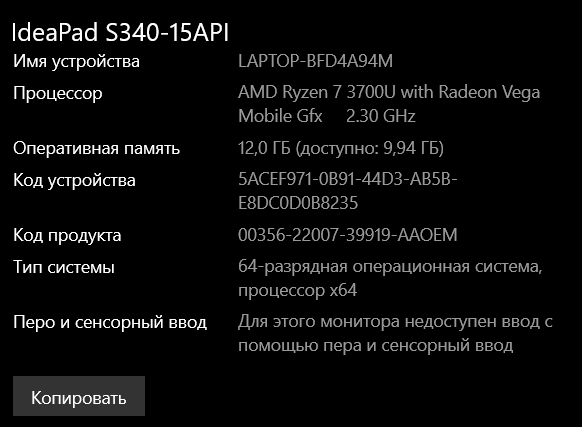 IdeaPad S340-15API
Имя устройства LAPTOP-BFD4A94M
Процессор AMD Ryzen 7 3700U with Radeon Vega
Mobile Gfx 2.30 GHz
Оперативная память 12,0 ГБ (доступно: 9,94 ГБ)
Код устройства 5ACEF971-0B91-44D3-AB5B-
E8DC0D0B8235
Код продукта 00356-22007-39919-AAOEM
Тип системы 64-разрядная операционная система,
процессор x64
Перо и сенсорный ввод Для этого монитора недоступен ввод с
помощью пера и сенсорный ввод
Копировать